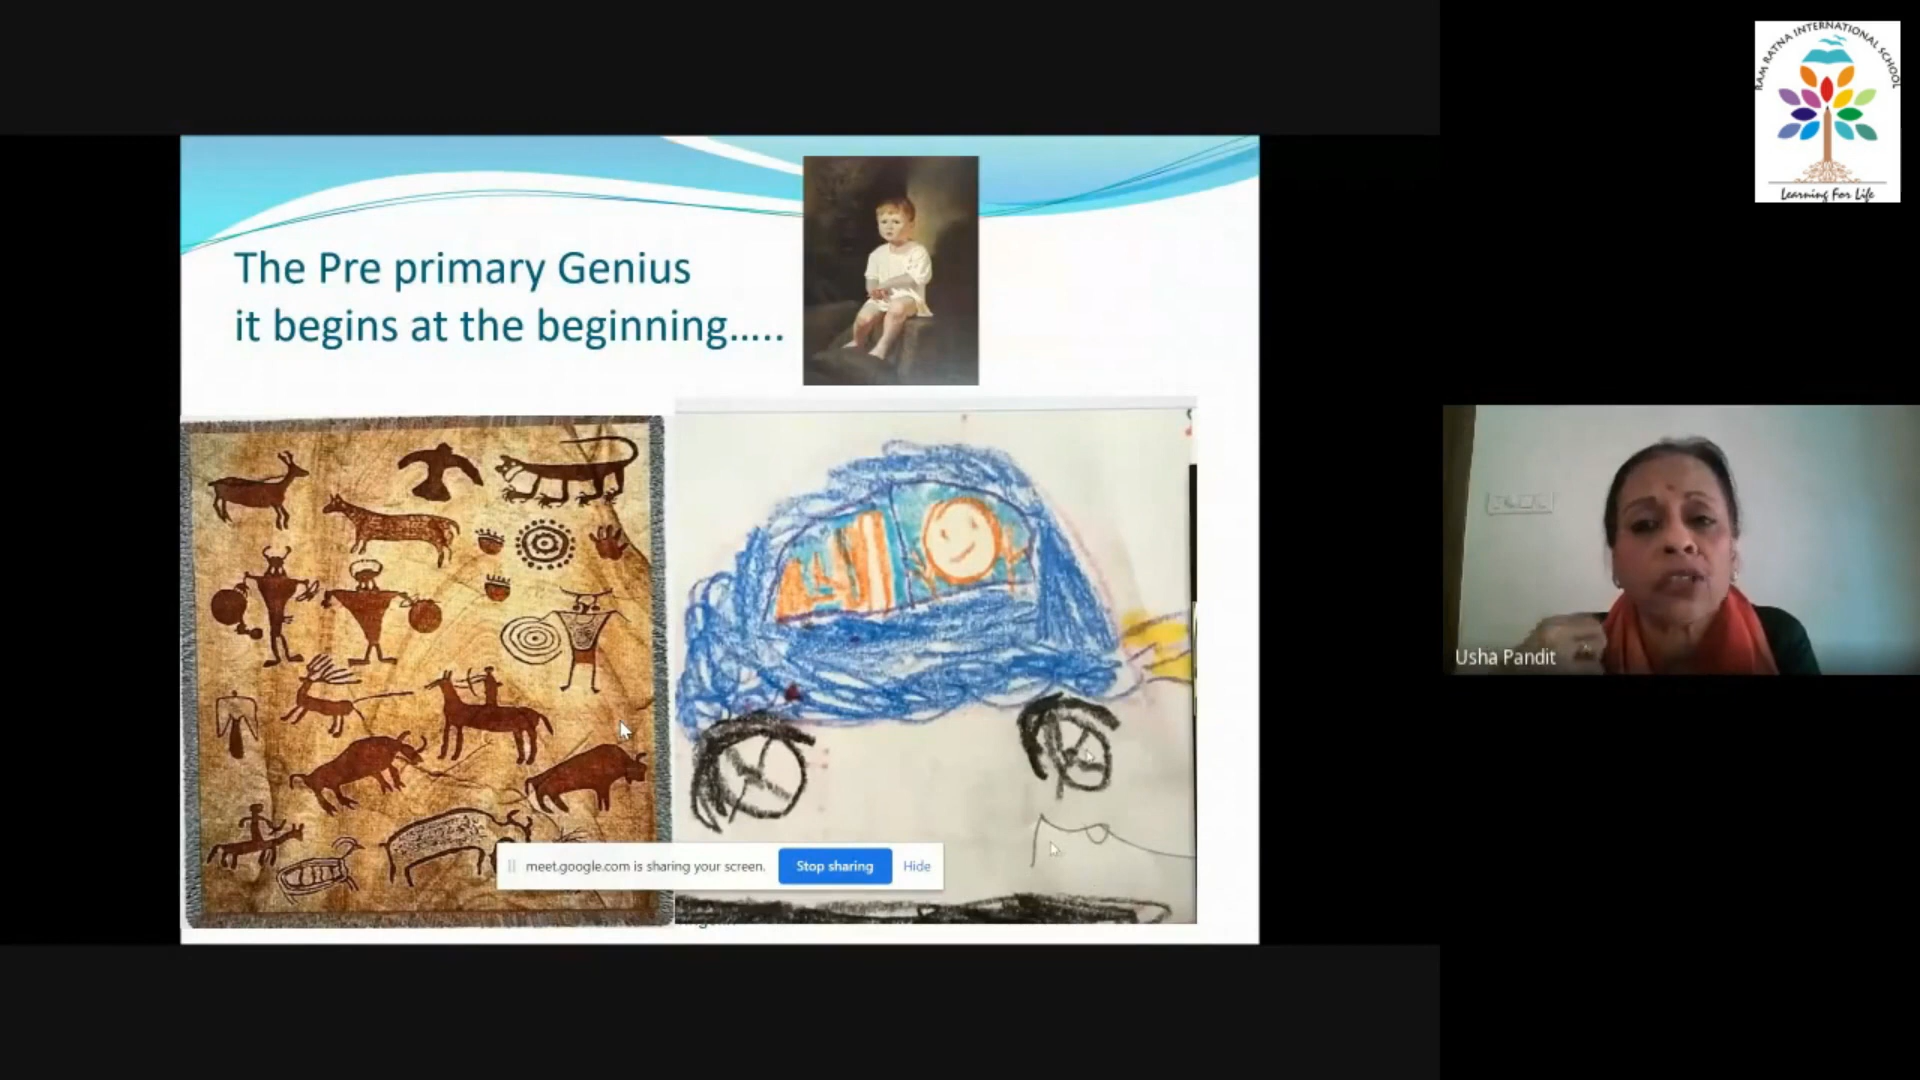 RAM RATNA INTERNATIONAL SCHOOL
Learning For Life
The Pre primary Genius
it begins at the beginning.....
Usha Pandit
meet.google.com is sharing your screen.
Stop sharing
Hide